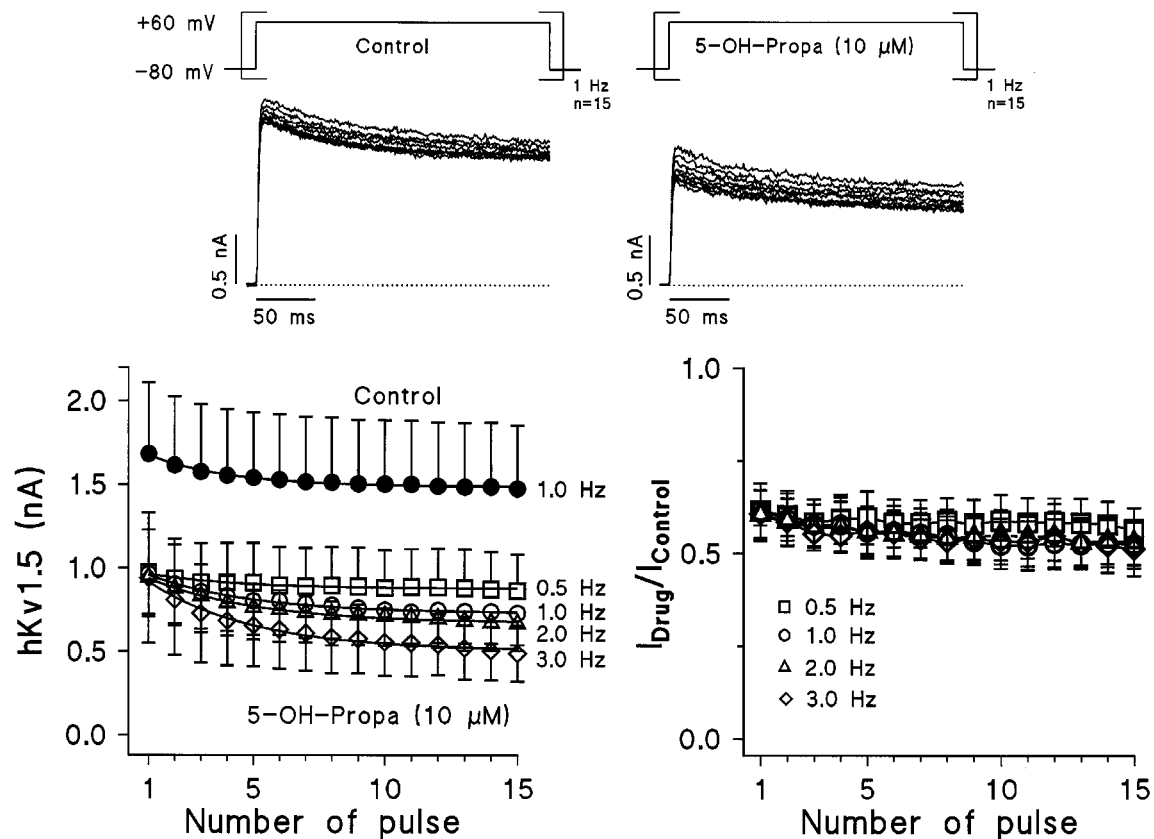 +60 mV
Control
-80 mV
1 Hz
n=15
0.5 nA
50 ms
5-OH-Propa (10 µM)
1 Hz
n=15
0.5 nA
50 ms
hKv1.5 (nA)
2.0
1.5
1.0
0.5
0.0
Control
1.0 Hz
0.5 Hz
1.0 Hz
2.0 Hz
3.0 Hz
5-OH-Propa (10 µM)
1
5
10
15
Number of pulse
IDrug/IControl
1.0
0.5
0.0
0.5 Hz
1.0 Hz
2.0 Hz
3.0 Hz
1
5
10
15
Number of pulse